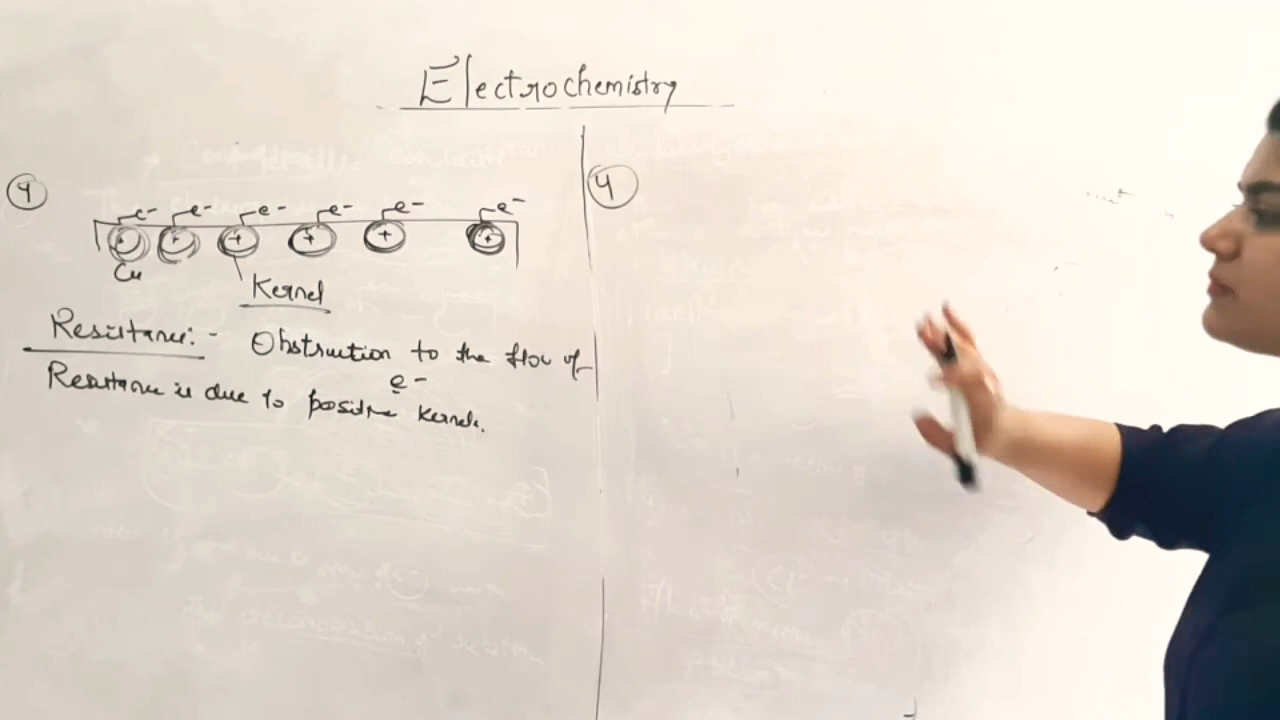 Electrochemistry
4
e- e- e- e- e- e-
+ + + + + +
Cu
Kernel
Resistance:- Obstruction to the flow of
e-
Resistance is due to positive Kernels.
4